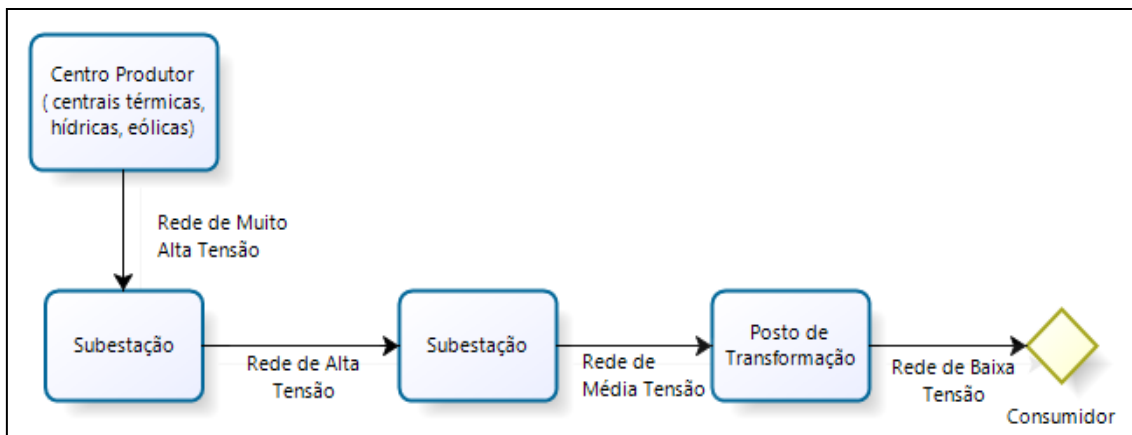 Centro Produtor
( centrais térmicas,
hídricas, eólicas)
Rede de Muito
Alta Tensão
Subestação
Rede de Alta
Tensão
Subestação
Rede de
Média Tensão
Posto de
Transformação
Rede de Baixa
Tensão
Consumidor